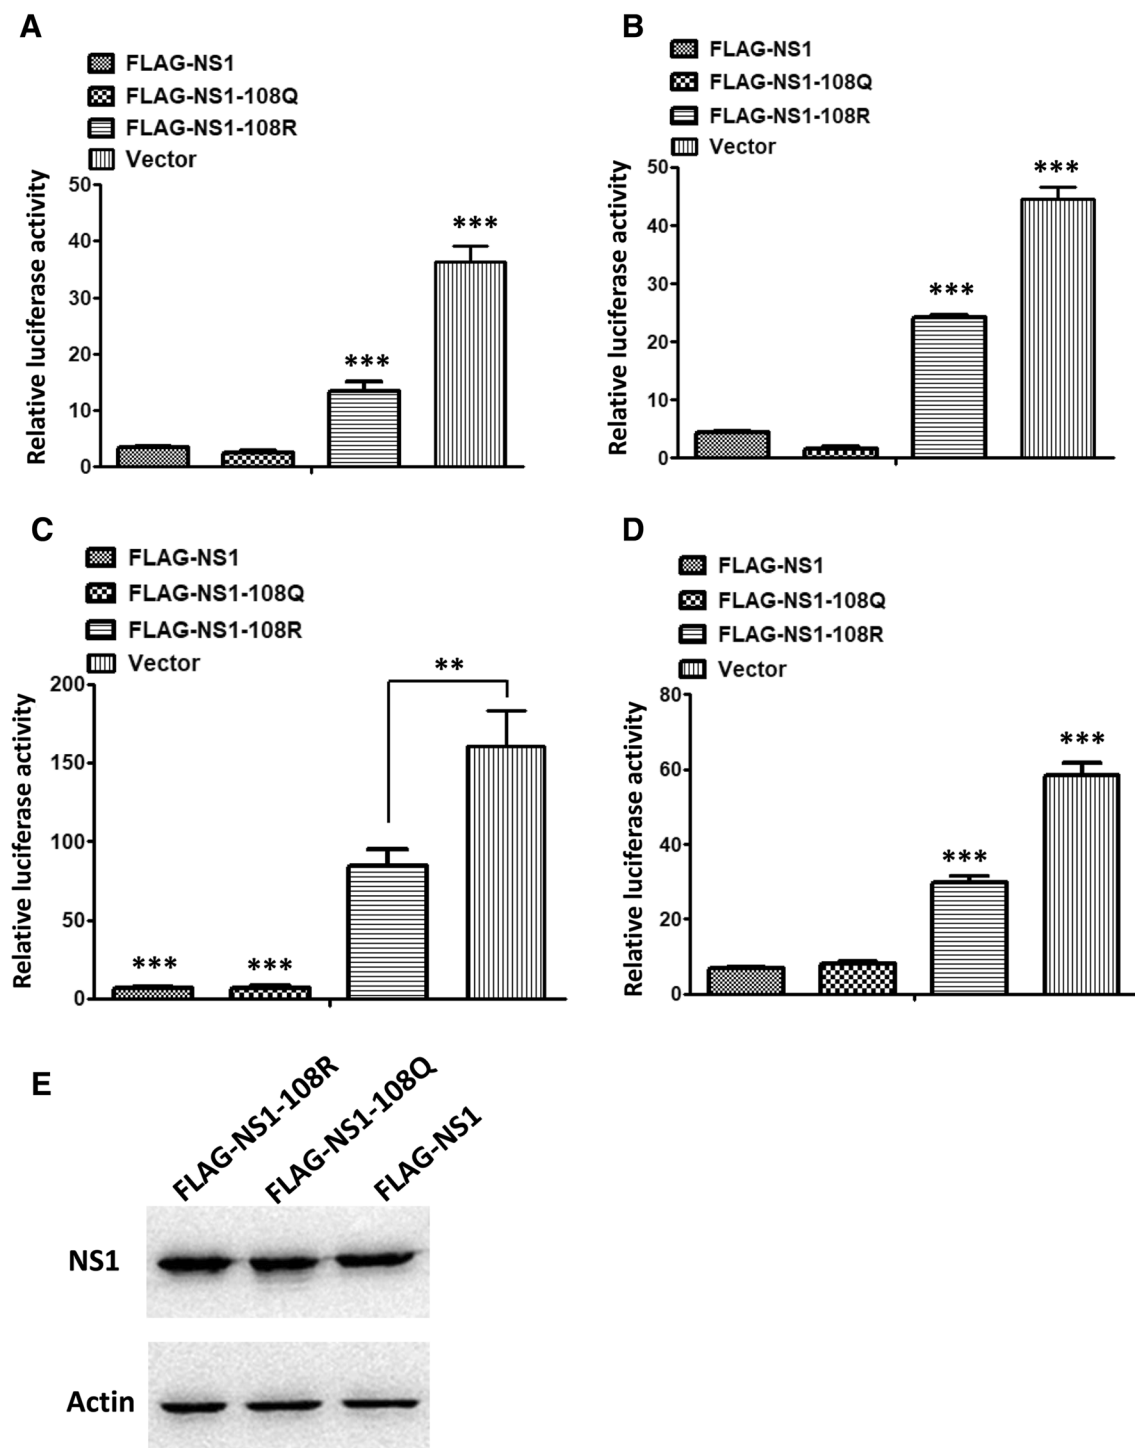 A
FLAG-NS1
FLAG-NS1-108Q
FLAG-NS1-108R
Vector
Relative luciferase activity
50
40
30
20
10
0
***
***
B
FLAG-NS1
FLAG-NS1-108Q
FLAG-NS1-108R
Vector
Relative luciferase activity
50
40
30
20
10
0
***
***
C
FLAG-NS1
FLAG-NS1-108Q
FLAG-NS1-108R
Vector
Relative luciferase activity
200
150
100
50
0
***
***
**
D
FLAG-NS1
FLAG-NS1-108Q
FLAG-NS1-108R
Vector
Relative luciferase activity
80
60
40
20
0
***
***
E
FLAG-NS1-108R
FLAG-NS1-108Q
FLAG-NS1
NS1
Actin